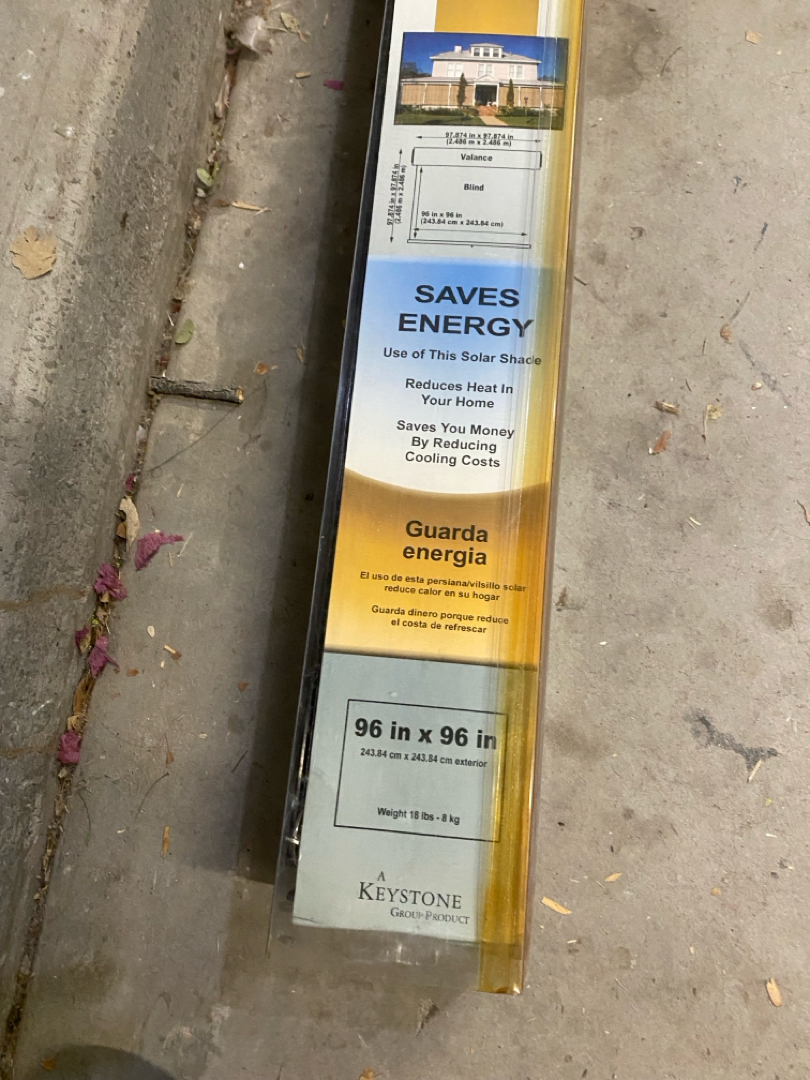 97.874 in x 97.874 in
(2.486 m x 2.486 m)
Valance
97.874 in x 97.874 in
(2.486 m x 2.486 m)
Blind
96 in x 96 in
(243.84 cm x 243.84 cm)
SAVES
ENERGY
Use of This Solar Shade
Reduces Heat In
Your Home
Saves You Money
By Reducing
Cooling Costs
Guarda
energia
El uso de esta persiana/vilsillo solar
reduce calor en su hogar
Guarda dinero porque reduce
el costa de refrescar
96 in x 96 in
243.84 cm x 243.84 cm exterior
Weight 18 lbs - 8 kg
A
KEYSTONE
GROUP PRODUCT